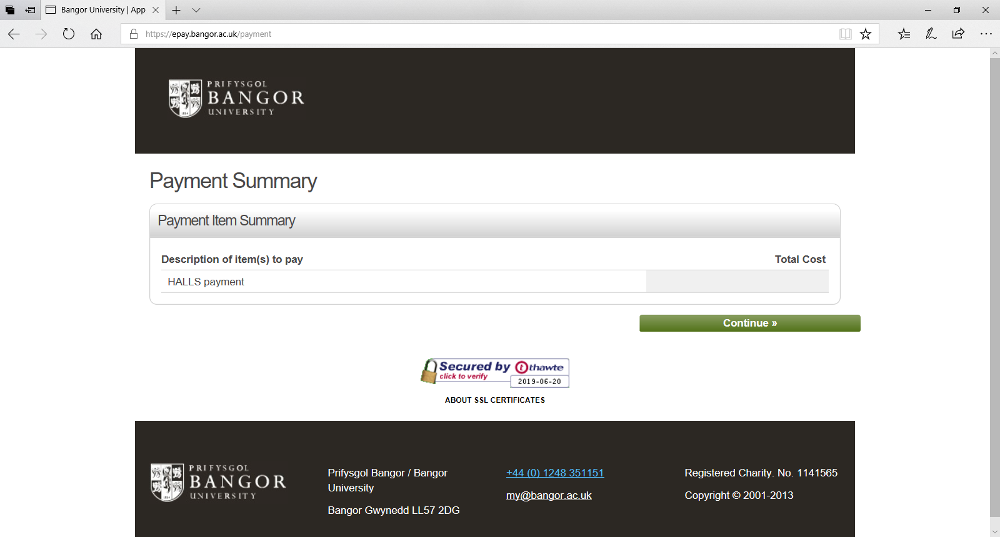 Bangor University | App
https://epay.bangor.ac.uk/payment
PRIFYSGOL
BANGOR
UNIVERSITY
Payment Summary
Payment Item Summary
Description of item(s) to pay Total Cost
HALLS payment
Continue »
Secured by thawte
click to verify
2019-06-20
ABOUT SSL CERTIFICATES
PRIFYSGOL
BANGOR
UNIVERSITY
Prifysgol Bangor / Bangor
University
Bangor Gwynedd LL57 2DG
+44 (0) 1248 351151
my@bangor.ac.uk
Registered Charity. No. 1141565
Copyright © 2001-2013